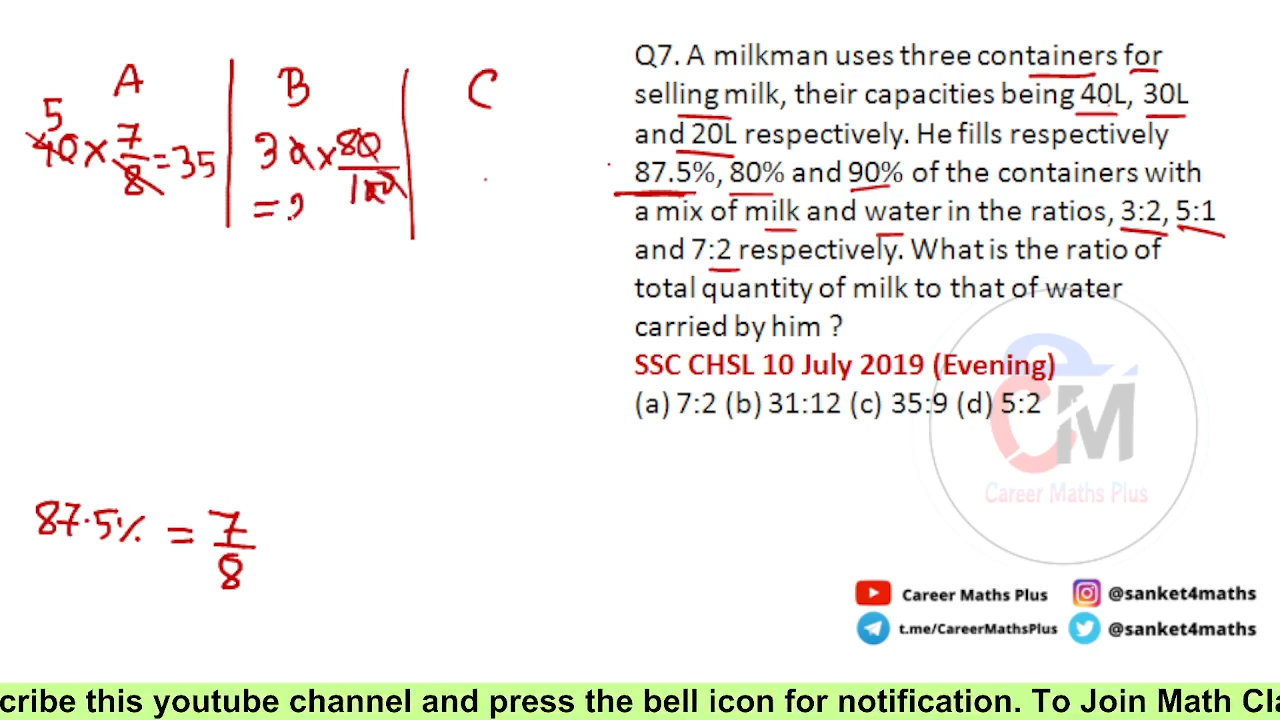 A | B | C
5
40 × 7/8 = 35
30 × 80/100
= 2
87.5% = 7/8
Q7. A milkman uses three containers for
selling milk, their capacities being 40L, 30L
and 20L respectively. He fills respectively
87.5%, 80% and 90% of the containers with
a mix of milk and water in the ratios, 3:2, 5:1
and 7:2 respectively. What is the ratio of
total quantity of milk to that of water
carried by him ?
SSC CHSL 10 July 2019 (Evening)
(a) 7:2 (b) 31:12 (c) 35:9 (d) 5:2
CM
Career Maths Plus
Career Maths Plus @sanket4maths
t.me/CareerMathsPlus @sanket4maths
cribe this youtube channel and press the bell icon for notification. To Join Math Cla